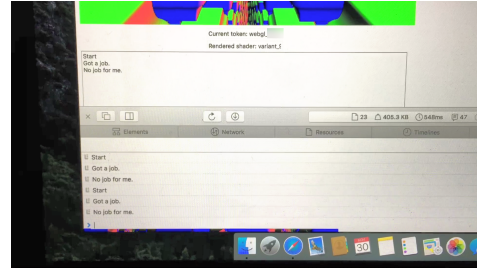 Current token: webgl_
Rendered shader: variant_
Start
Got a job.
No job for me.
23 405.3 KB 548ms 47
Elements Network Resources Timelines
Start
Got a job.
No job for me.
Start
Got a job.
No job for me.
30